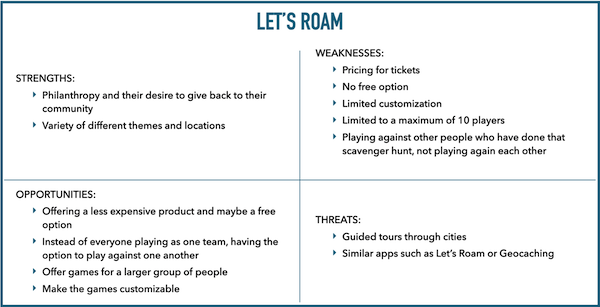 LET'S ROAM
STRENGTHS:
Philanthropy and their desire to give back to their
community
Variety of different themes and locations
WEAKNESSES:
Pricing for tickets
No free option
Limited customization
Limited to a maximum of 10 players
Playing against other people who have done that
scavenger hunt, not playing again each other
OPPORTUNITIES:
Offering a less expensive product and maybe a free
option
Instead of everyone playing as one team, having the
option to play against one another
Offer games for a larger group of people
Make the games customizable
THREATS:
Guided tours through cities
Similar apps such as Let's Roam or Geocaching